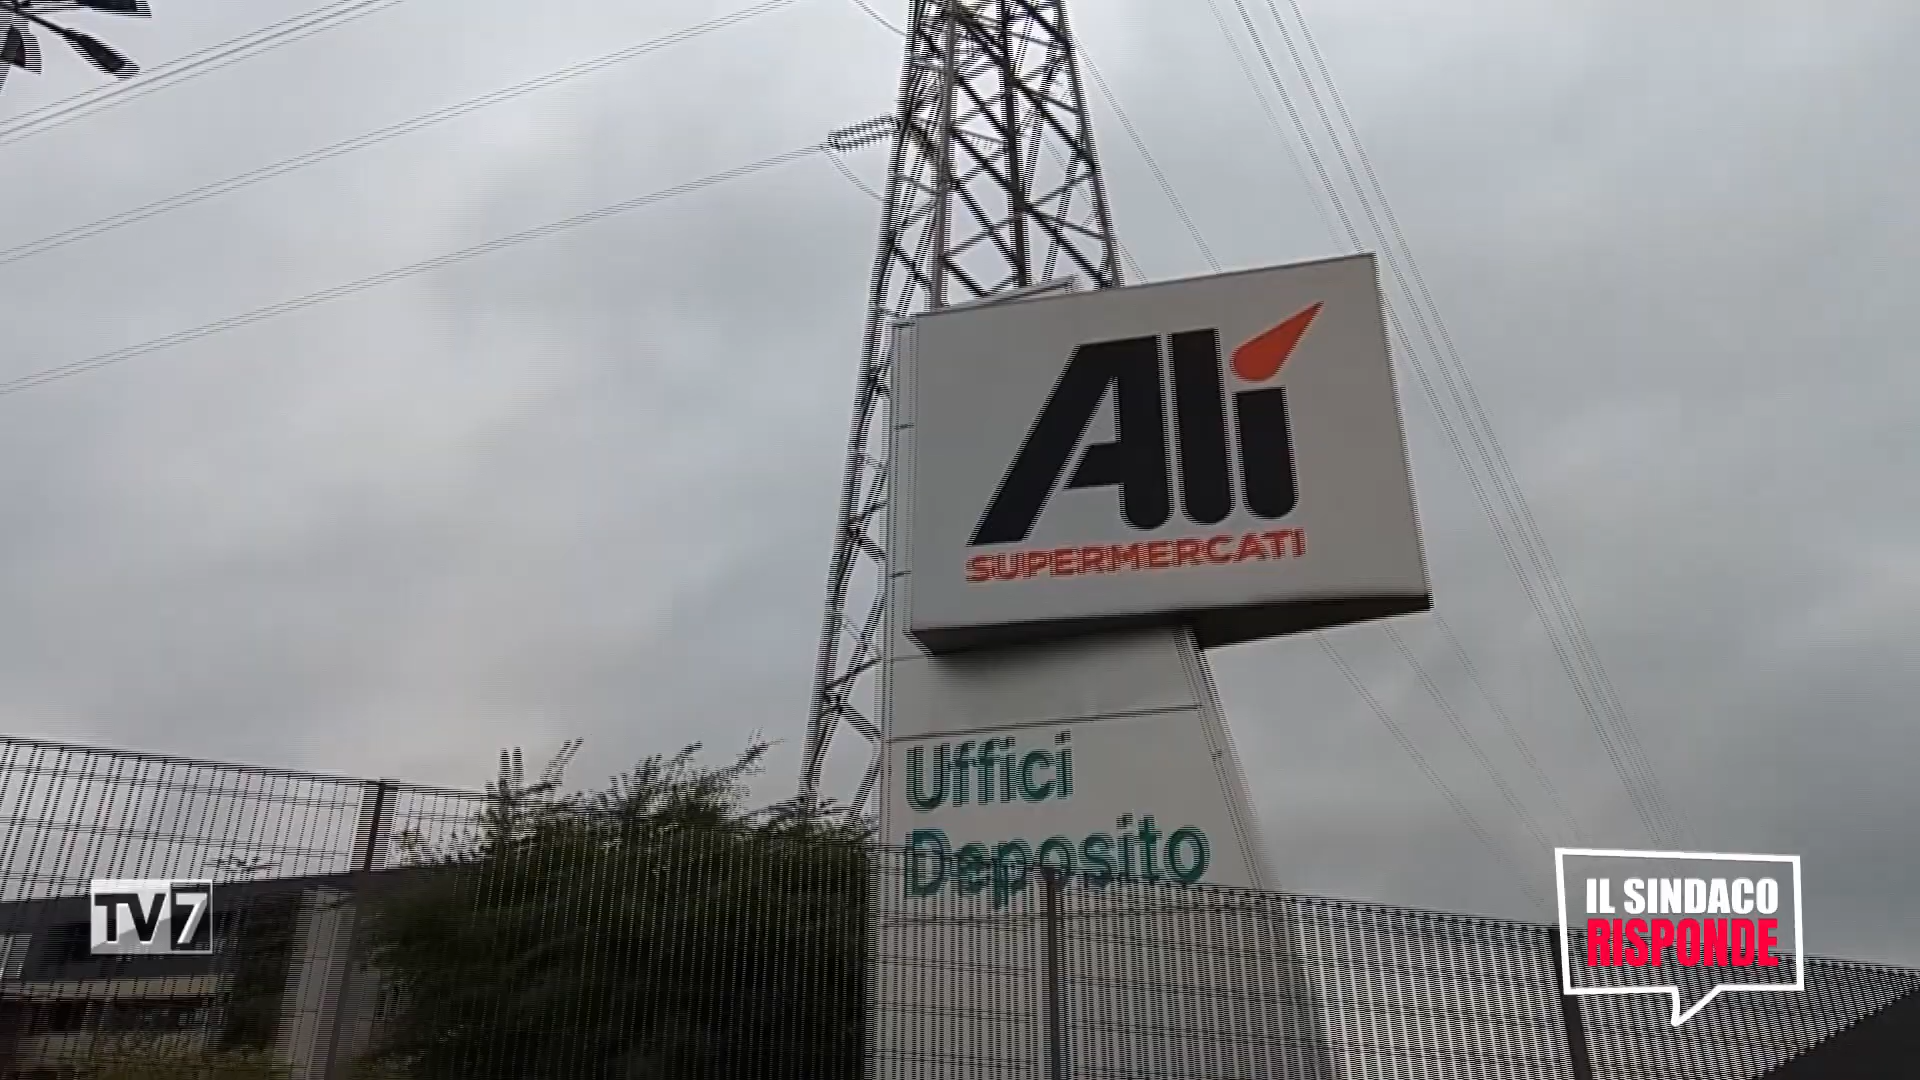 Alì
SUPERMERCATI
Uffici
Deposito
TV7
IL SINDACO
RISPONDE